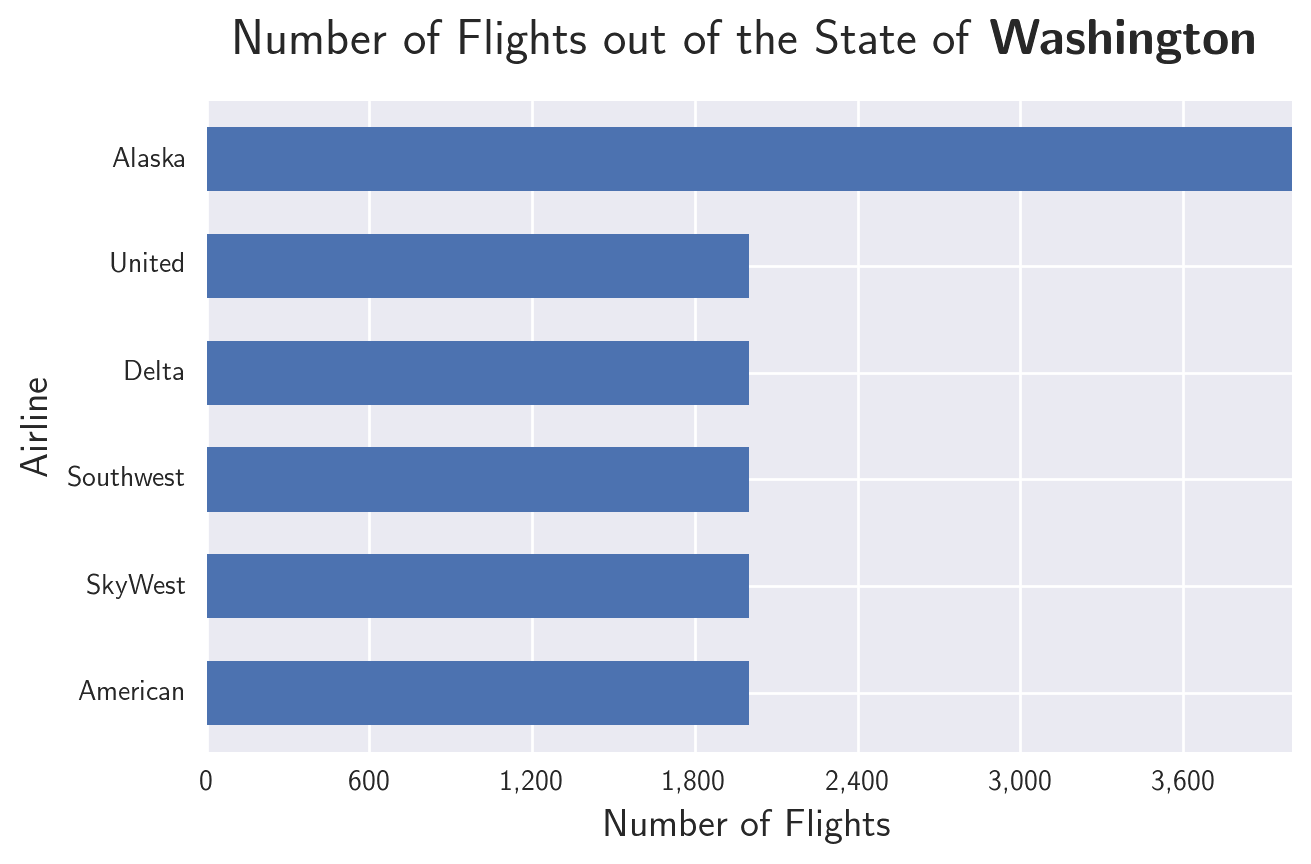 Number of Flights out of the State of Washington
Alaska
United
Delta
Southwest
SkyWest
American
Airline
0 600 1,200 1,800 2,400 3,000 3,600
Number of Flights